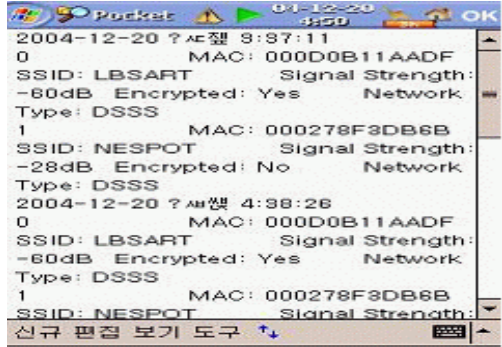 Pocket 04-12-20 4:50 OK
2004-12-20 ? 3:37:11
0 MAC: 000D0B11AADF
SSID: LBSART Signal Strength:
-60dB Encrypted: Yes Network
Type: DSSS
1 MAC: 000278F3DB6B
SSID: NESPOT Signal Strength:
-28dB Encrypted: No Network
Type: DSSS
2004-12-20 ? 4:38:26
0 MAC: 000D0B11AADF
SSID: LBSART Signal Strength:
-60dB Encrypted: Yes Network
Type: DSSS
1 MAC: 000278F3DB6B
SSID: NESPOT Signal Strength:
신규 편집 보기 도구